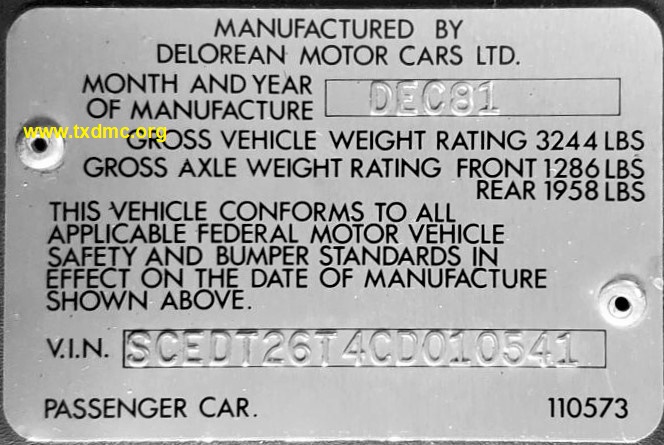 MANUFACTURED BY
DELOREAN MOTOR CARS LTD.
MONTH AND YEAR
OF MANUFACTURE DEC81
www.txdmc.org
GROSS VEHICLE WEIGHT RATING 3244 LBS
GROSS AXLE WEIGHT RATING FRONT 1286 LBS
REAR 1958 LBS
THIS VEHICLE CONFORMS TO ALL
APPLICABLE FEDERAL MOTOR VEHICLE
SAFETY AND BUMPER STANDARDS IN
EFFECT ON THE DATE OF MANUFACTURE
SHOWN ABOVE.
V.I.N. SCEDT26T4CD010541
PASSENGER CAR. 110573